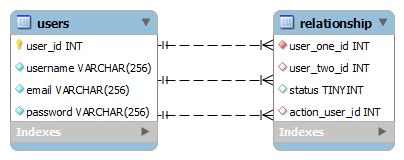 users
user_id INT
username VARCHAR(256)
email VARCHAR(256)
password VARCHAR(256)
Indexes
relationship
user_one_id INT
user_two_id INT
status TINYINT
action_user_id INT
Indexes